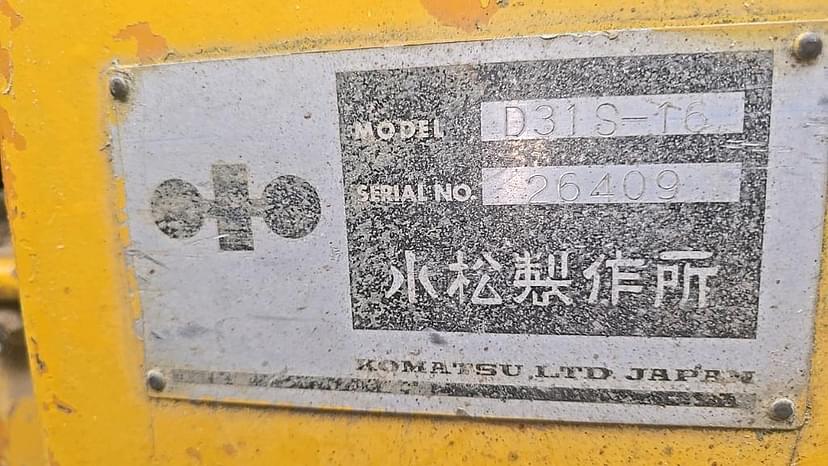 MODEL D31S-16
SERIAL NO. 26409
小松製作所
KOMATSU LTD JAPAN